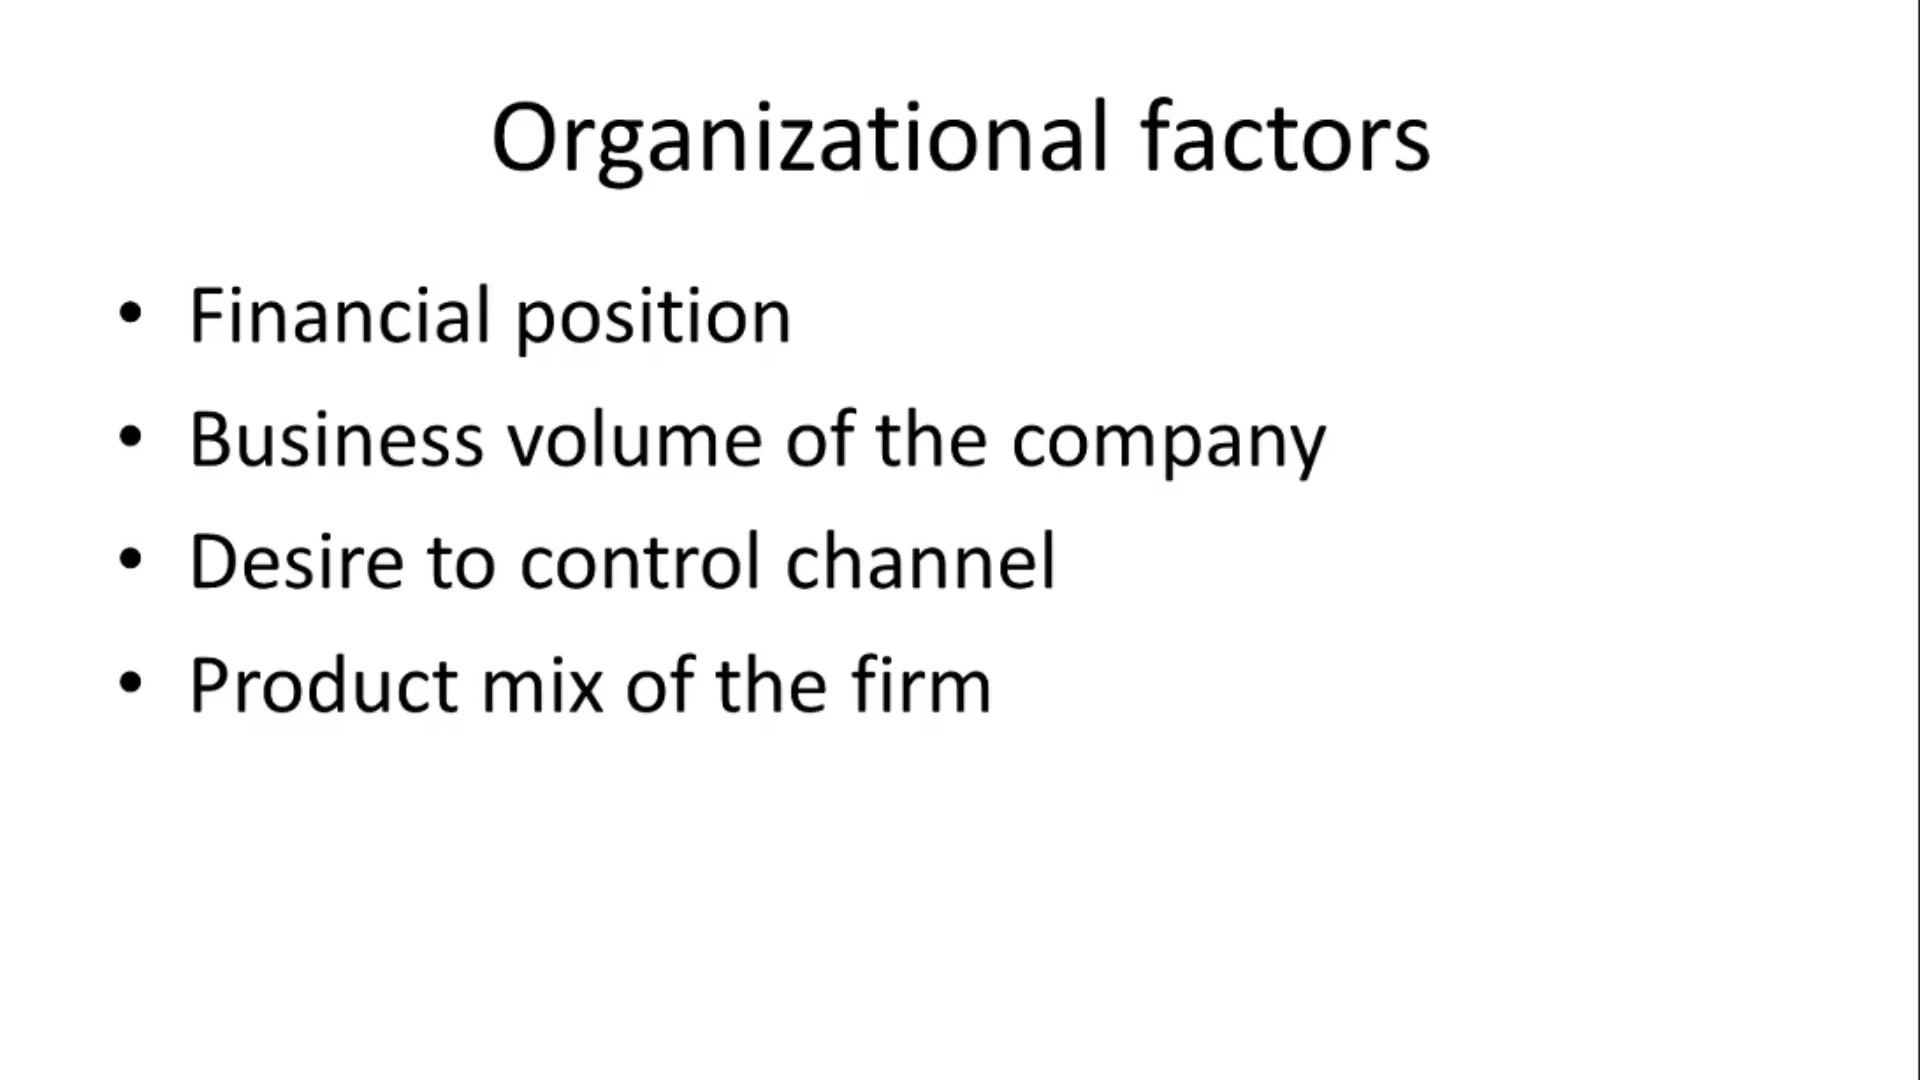 Organizational factors
• Financial position
• Business volume of the company
• Desire to control channel
• Product mix of the firm